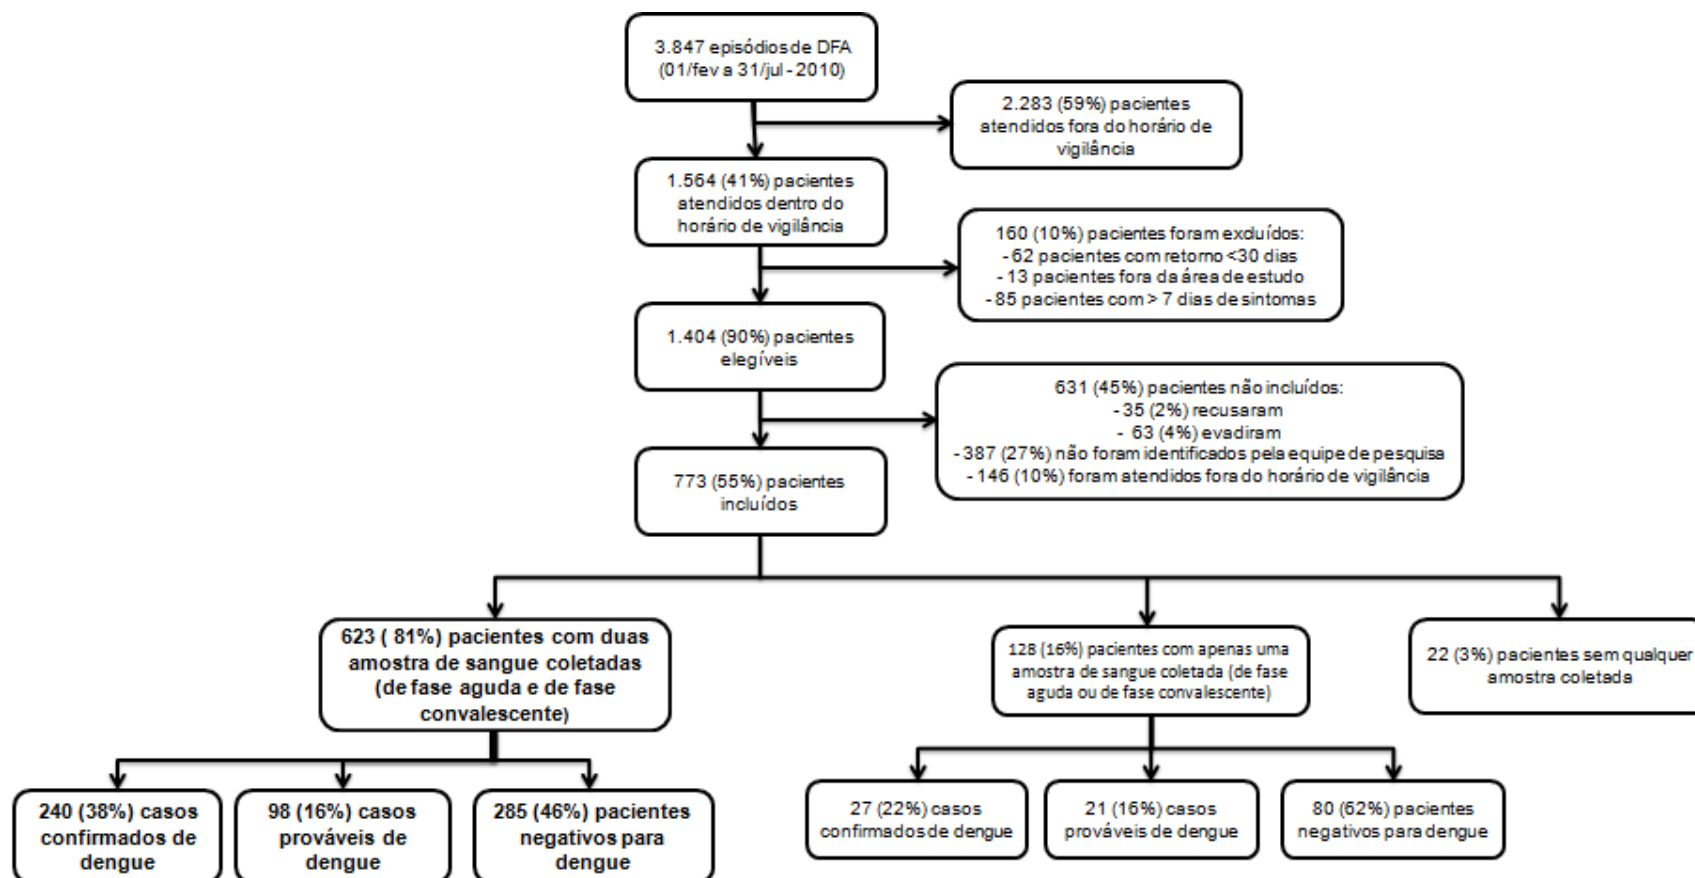 3.847 episódios de DFA
(01/fev a 31/jul - 2010)
2.283 (59%) pacientes
atendidos fora do horário de
vigilância
1.564 (41%) pacientes
atendidos dentro do
horário de vigilância
160 (10%) pacientes foram excluídos:
- 62 pacientes com retorno <30 dias
- 13 pacientes fora da área de estudo
- 85 pacientes com > 7 dias de sintomas
1.404 (90%) pacientes
elegíveis
631 (45%) pacientes não incluídos:
- 35 (2%) recusaram
- 63 (4%) evadiram
- 387 (27%) não foram identificados pela equipe de pesquisa
- 146 (10%) foram atendidos fora do horário de vigilância
773 (55%) pacientes
incluídos
623 ( 81%) pacientes com duas
amostra de sangue coletadas
(de fase aguda e de fase
convalescente)
128 (16%) pacientes com apenas uma
amostra de sangue coletada (de fase
aguda ou de fase convalescente)
22 (3%) pacientes sem qualquer
amostra coletada
240 (38%) casos
confirmados de
dengue
98 (16%) casos
prováveis de
dengue
285 (46%) pacientes
negativos para
dengue
27 (22%) casos
confirmados de dengue
21 (16%) casos
prováveis de dengue
80 (62%) pacientes
negativos para dengue